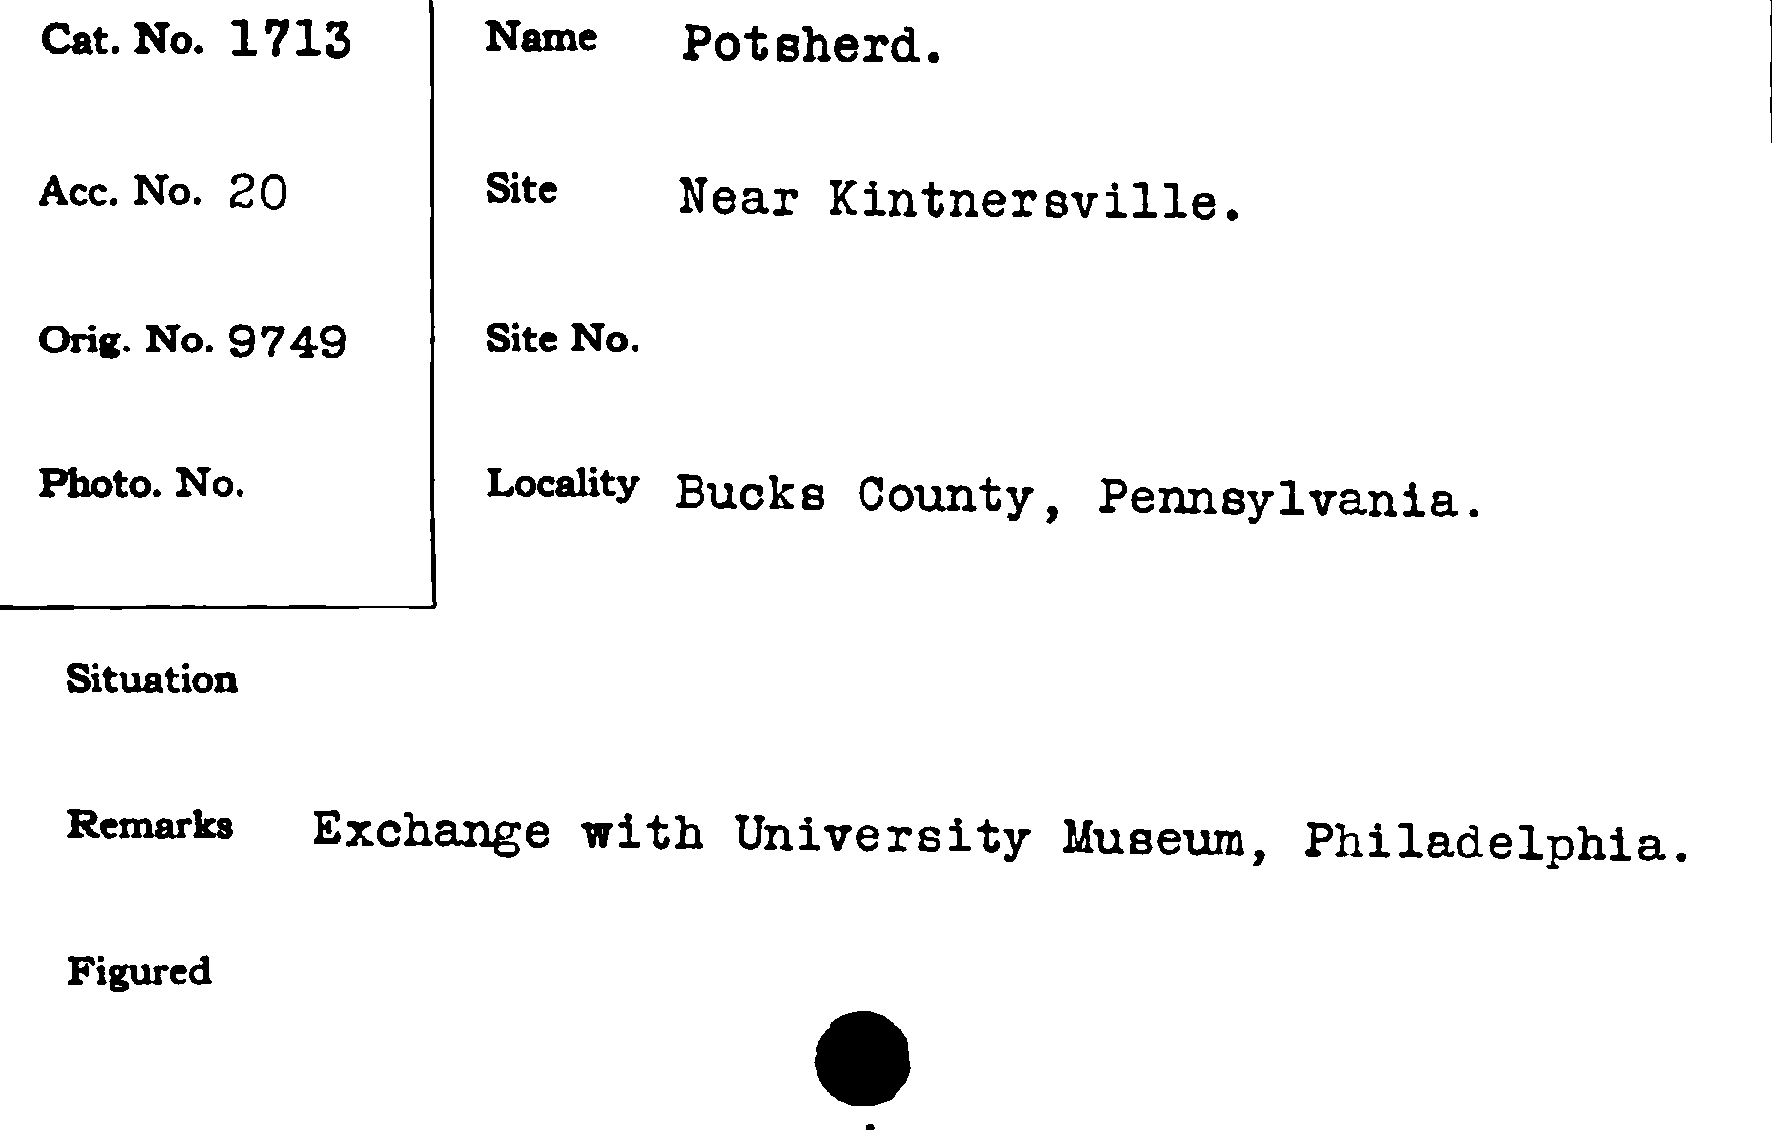 Cat. No. 1713
Name Potsherd.
Acc. No. 20
Site Near Kintnersville.
Orig. No. 9749
Site No.
Photo. No.
Locality Bucks County, Pennsylvania.
Situation
Remarks Exchange with University Museum, Philadelphia.
Figured